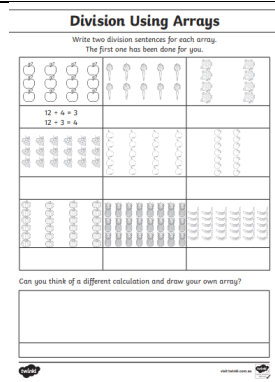 Division Using Arrays
Write two division sentences for each array.
The first one has been done for you.
12 ÷ 4 = 3
12 ÷ 3 = 4
Can you think of a different calculation and draw your own array?
twinkl
visit twinkl.com.au
twinkl